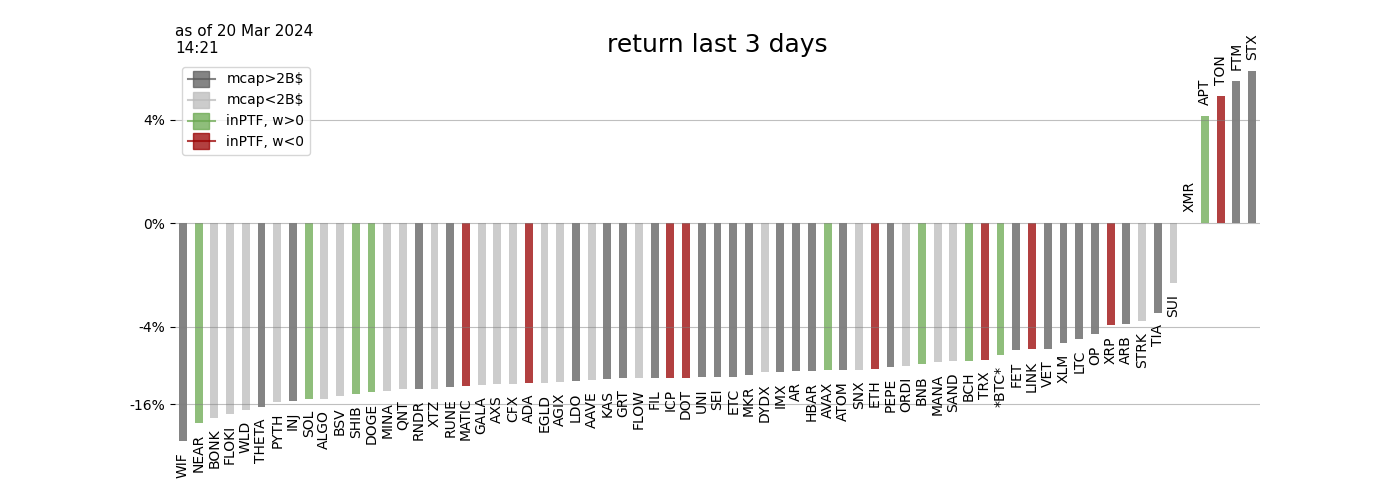 as of 20 Mar 2024
14:21
return last 3 days
mcap>2B$
mcap<2B$
inPTF, w>0
inPTF, w<0
4%
0%
-4%
-16%
WIF
NEAR
BONK
FLOKI
WLD
THETA
PYTH
INJ
SOL
ALGO
BSV
SHIB
DOGE
MINA
QNT
RNDR
XTZ
RUNE
MATIC
GALA
AXS
CFX
ADA
EGLD
AGIX
LDO
AAVE
KAS
GRT
FLOW
FIL
ICP
DOT
UNI
SEI
ETC
MKR
DYDX
IMX
AR
HBAR
AVAX
ATOM
SNX
ETH
PEPE
ORDI
BNB
MANA
SAND
BCH
TRX
*BTC*
FET
LINK
VET
XLM
LTC
OP
XRP
ARB
STRK
TIA
SUI
XMR
APT
TON
FTM
STX